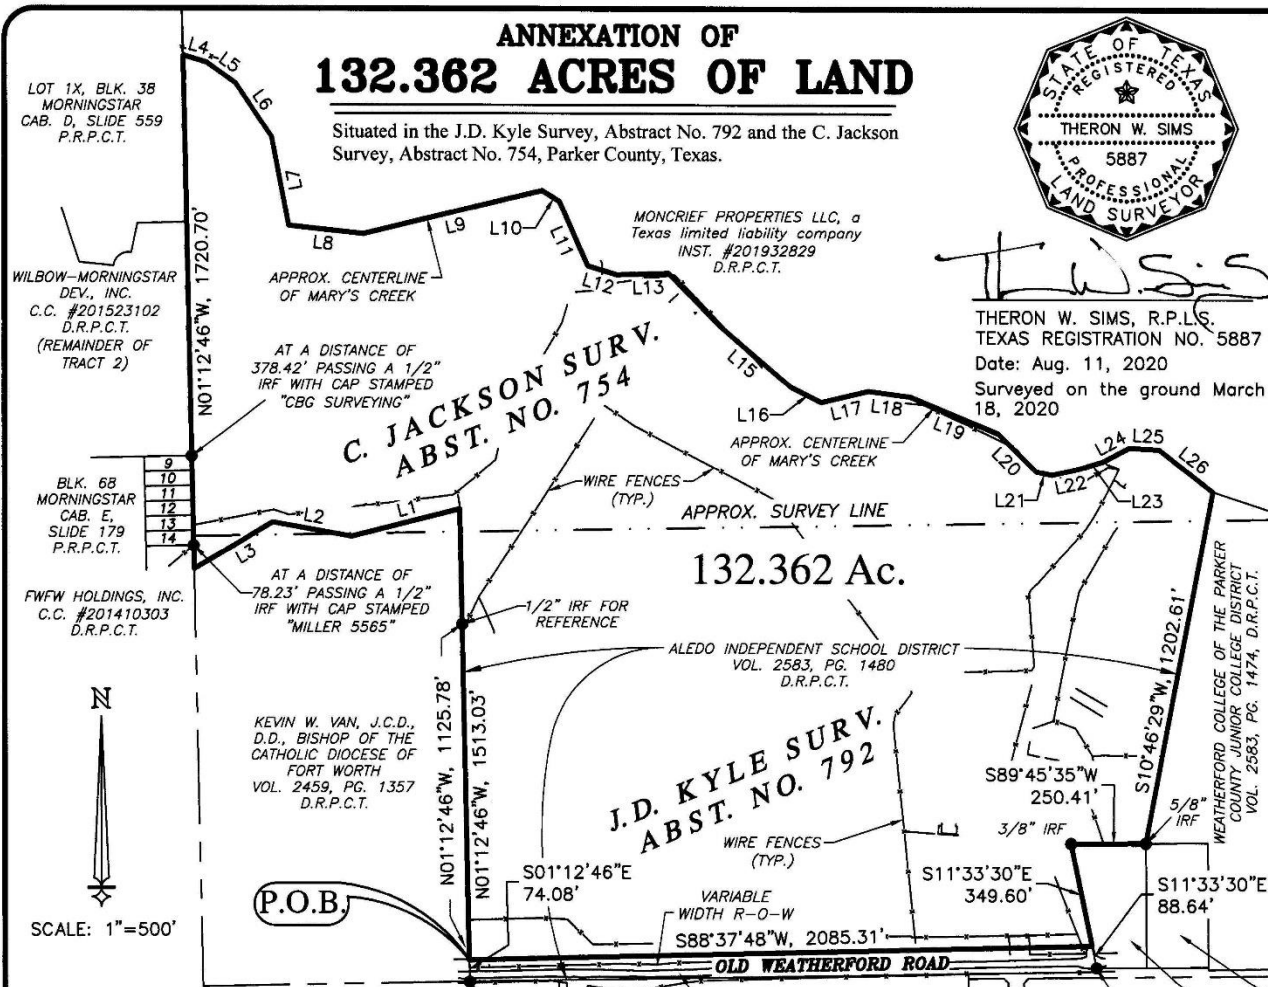 ANNEXATION OF
132.362 ACRES OF LAND
Situated in the J.D. Kyle Survey, Abstract No. 792 and the C. Jackson
Survey, Abstract No. 754, Parker County, Texas.
STATE OF TEXAS
REGISTERED
THERON W. SIMS
5887
PROFESSIONAL
LAND SURVEYOR
THERON W. SIMS, R.P.L.S.
TEXAS REGISTRATION NO. 5887
Date: Aug. 11, 2020
Surveyed on the ground March
18, 2020
LOT 1X, BLK. 38
MORNINGSTAR
CAB. D, SLIDE 559
P.R.P.C.T.
L4
L5
L6
L7
L8
L9
L10
L11
L12
L13
MONCRIEF PROPERTIES LLC, a
Texas limited liability company
INST. #201932829
D.R.P.C.T.
N01°12'46"W, 1720.70'
WILBOW-MORNINGSTAR
DEV., INC.
C.C. #201523102
D.R.P.C.T.
(REMAINDER OF
TRACT 2)
APPROX. CENTERLINE
OF MARY'S CREEK
AT A DISTANCE OF
378.42' PASSING A 1/2"
IRF WITH CAP STAMPED
"CBG SURVEYING"
C. JACKSON SURV.
ABST. NO. 754
L15
L16
L17
L18
L19
L20
L21
L22
L23
L24
L25
L26
APPROX. CENTERLINE
OF MARY'S CREEK
WIRE FENCES
(TYP.)
APPROX. SURVEY LINE
BLK. 68
MORNINGSTAR
CAB. E,
SLIDE 179
P.R.P.C.T.
9
10
11
12
13
14
L1
L2
L3
132.362 Ac.
FWFW HOLDINGS, INC.
C.C. #201410303
D.R.P.C.T.
AT A DISTANCE OF
78.23' PASSING A 1/2"
IRF WITH CAP STAMPED
"MILLER 5565"
1/2" IRF FOR
REFERENCE
ALEDO INDEPENDENT SCHOOL DISTRICT
VOL. 2583, PG. 1480
D.R.P.C.T.
S10°46'29"W, 1202.61'
WEATHERFORD COLLEGE OF THE PARKER
COUNTY JUNIOR COLLEGE DISTRICT
VOL. 2583, PG. 1474, D.R.P.C.T.
N
SCALE: 1"=500'
KEVIN W. VAN, J.C.D.,
D.D., BISHOP OF THE
CATHOLIC DIOCESE OF
FORT WORTH
VOL. 2459, PG. 1357
D.R.P.C.T.
N01°12'46"W, 1125.78'
N01°12'46"W, 1513.03'
J.D. KYLE SURV.
ABST. NO. 792
WIRE FENCES
(TYP.)
S89°45'35"W
250.41'
3/8" IRF
5/8"
IRF
S11°33'30"E
349.60'
S11°33'30"E
88.64'
P.O.B.
S01°12'46"E
74.08'
VARIABLE
WIDTH R-O-W
S88°37'48"W, 2085.31'
OLD WEATHERFORD ROAD